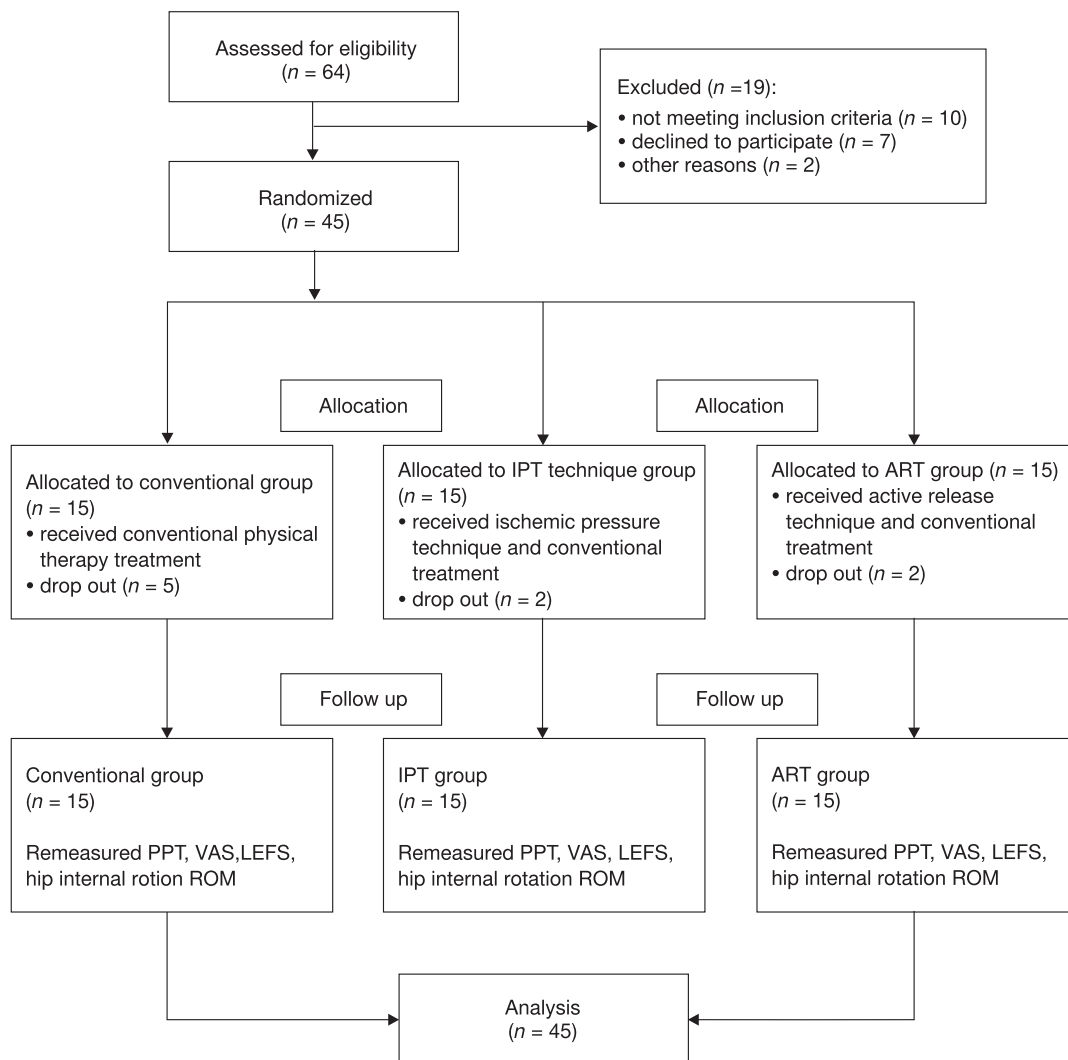 Assessed for eligibility
(n = 64)
Excluded (n =19):
• not meeting inclusion criteria (n = 10)
• declined to participate (n = 7)
• other reasons (n = 2)
Randomized
(n = 45)
Allocation
Allocation
Allocated to conventional group
(n = 15)
• received conventional physical
therapy treatment
• drop out (n = 5)
Allocated to IPT technique group
(n = 15)
• received ischemic pressure
technique and conventional
treatment
• drop out (n = 2)
Allocated to ART group (n = 15)
• received active release
technique and conventional
treatment
• drop out (n = 2)
Follow up
Follow up
Conventional group
(n = 15)
Remeasured PPT, VAS,LEFS,
hip internal rotion ROM
IPT group
(n = 15)
Remeasured PPT, VAS, LEFS,
hip internal rotation ROM
ART group
(n = 15)
Remeasured PPT, VAS, LEFS,
hip internal rotation ROM
Analysis
(n = 45)